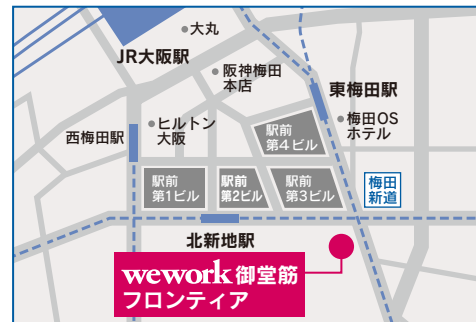 大丸
JR大阪駅
阪神梅田
本店
東梅田駅
梅田OS
ホテル
西梅田駅
ヒルトン
大阪
駅前
第4ビル
駅前
第1ビル
駅前
第2ビル
駅前
第3ビル
梅田
新道
北新地駅
wework 御堂筋
フロンティア